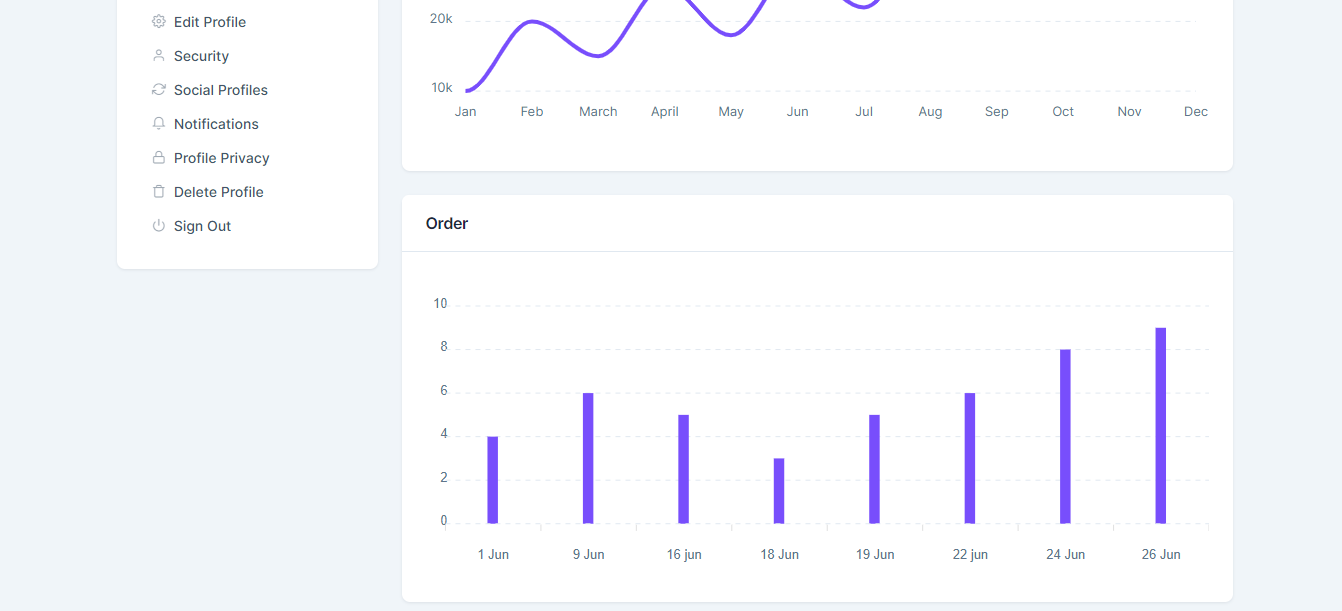 Edit Profile
Security
Social Profiles
Notifications
Profile Privacy
Delete Profile
Sign Out
20k
10k
Jan Feb March April May Jun Jul Aug Sep Oct Nov Dec
Order
10
8
6
4
2
0
1 Jun 9 Jun 16 jun 18 Jun 19 Jun 22 jun 24 Jun 26 Jun